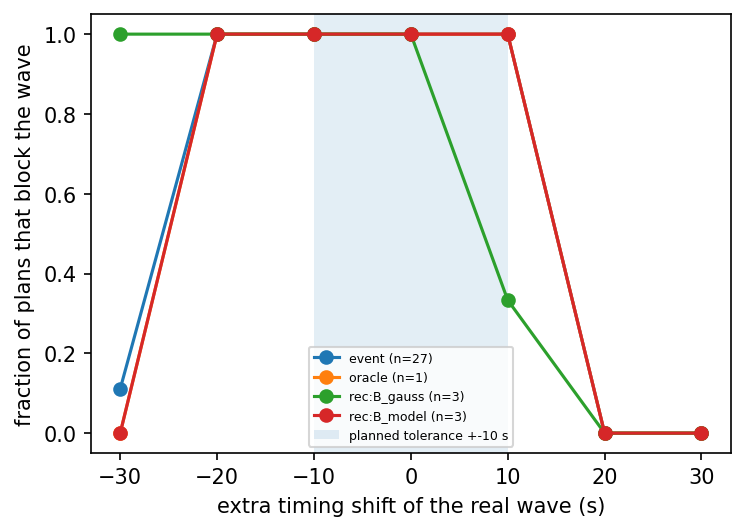 fraction of plans that block the wave
1.0
0.8
0.6
0.4
0.2
0.0
event (n=27)
oracle (n=1)
rec:B_gauss (n=3)
rec:B_model (n=3)
planned tolerance +-10 s
−30 −20 −10 0 10 20 30
extra timing shift of the real wave (s)